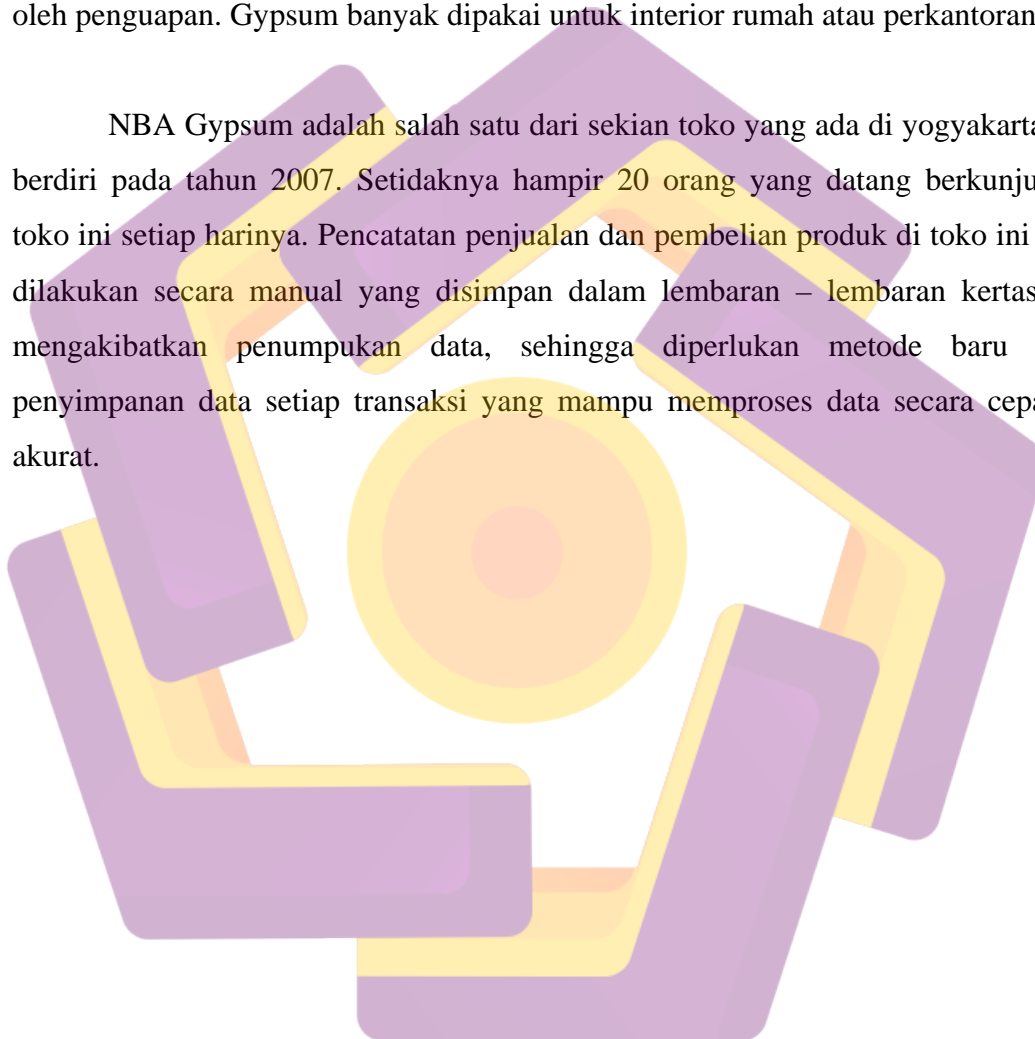 oleh penguapan. Gypsum banyak dipakai untuk interior rumah atau perkantoran
NBA Gypsum adalah salah satu dari sekian toko yang ada di yogyakarta
berdiri pada tahun 2007. Setidaknya hampir 20 orang yang datang berkunju
toko ini setiap harinya. Pencatatan penjualan dan pembelian produk di toko ini
dilakukan secara manual yang disimpan dalam lembaran – lembaran kertas
mengakibatkan penumpukan data, sehingga diperlukan metode baru
penyimpanan data setiap transaksi yang mampu memproses data secara cepa
akurat.